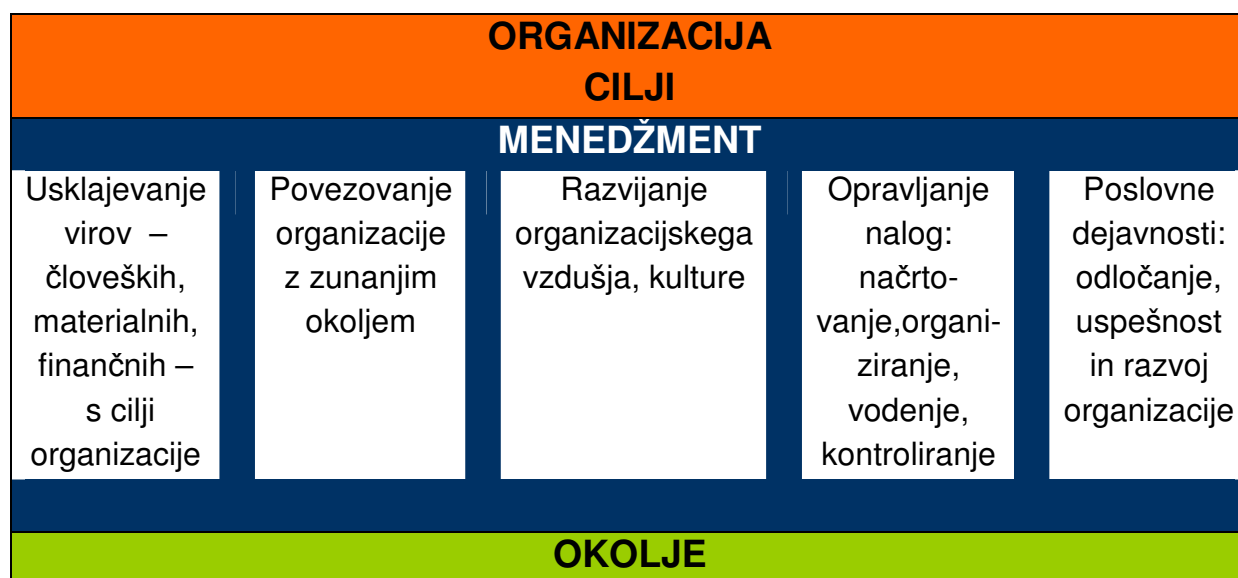 ORGANIZACIJA
CILJI
MENEDŽMENT
Usklajevanje
virov –
človeških,
materialnih,
finančnih –
s cilji
organizacije
Povezovanje
organizacije
z zunanjim
okoljem
Razvijanje
organizacijskega
vzdušja, kulture
Opravljanje
nalog:
načrto-
vanje,organi-
ziranje,
vodenje,
kontroliranje
Poslovne
dejavnosti:
odločanje,
uspešnost
in razvoj
organizacije
OKOLJE